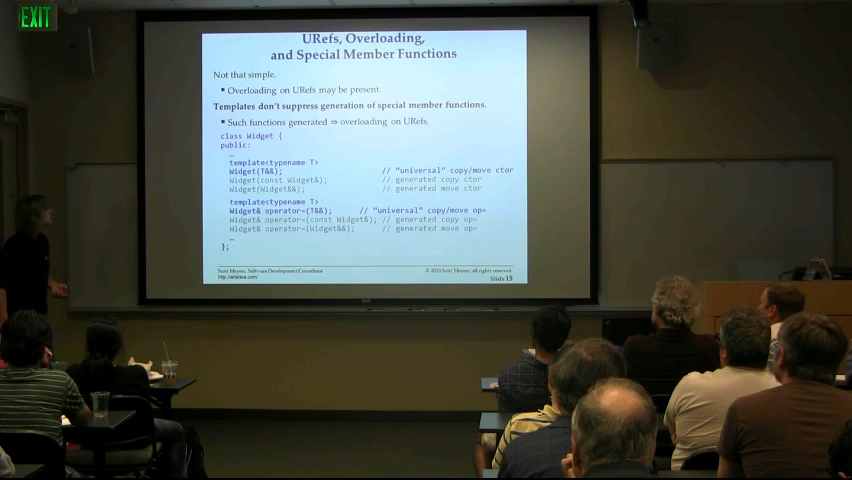 EXIT
URefs, Overloading,
and Special Member Functions
Not that simple.
▪ Overloading on URefs may be present.
Templates don't suppress generation of special member functions.
▪ Such functions generated ⇒ overloading on URefs.
class Widget {
public:
…
template<typename T>
Widget(T&&); // "universal" copy/move ctor
Widget(const Widget&); // generated copy ctor
Widget(Widget&&); // generated move ctor
template<typename T>
Widget& operator=(T&&); // "universal" copy/move op=
Widget& operator=(const Widget&); // generated copy op=
Widget& operator=(Widget&&); // generated move op=
…
};
Scott Meyers, Software Development Consultant © 2013 Scott Meyers, all rights reserved.
http://aristeia.com/ Slide 15